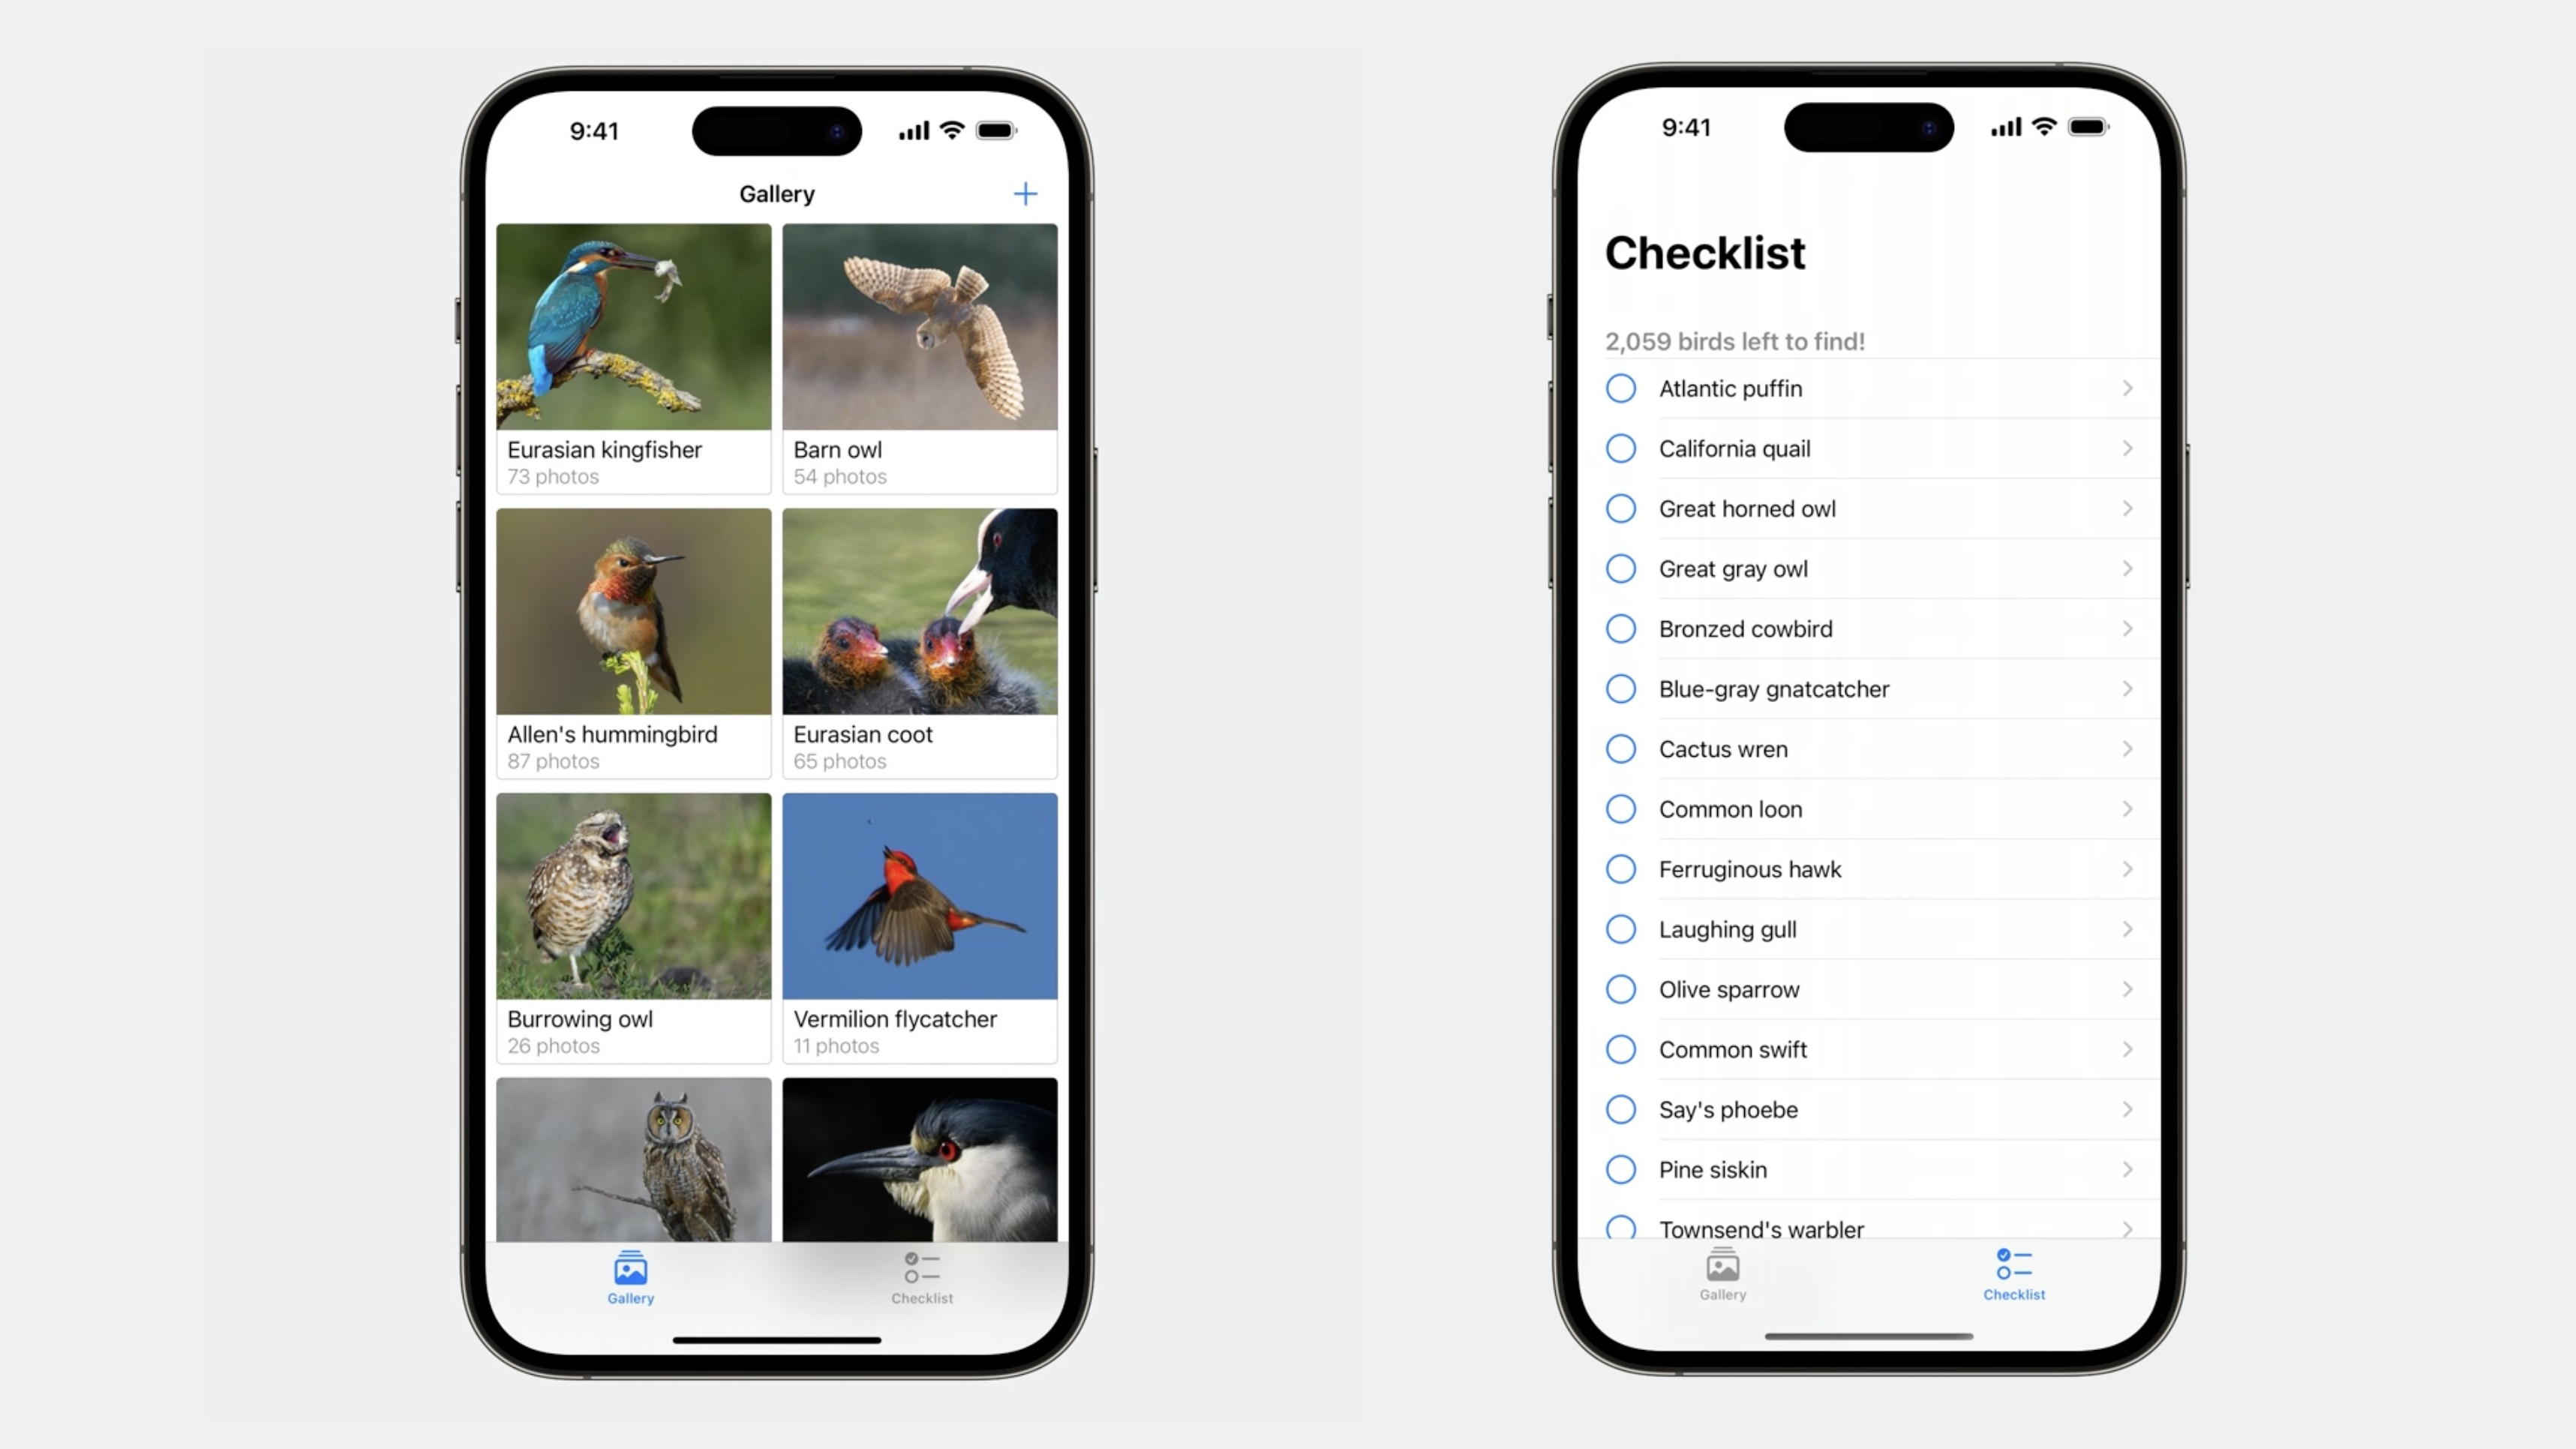 9:41
Gallery
Eurasian kingfisher
73 photos
Barn owl
54 photos
Allen's hummingbird
87 photos
Eurasian coot
65 photos
Burrowing owl
26 photos
Vermilion flycatcher
11 photos
Gallery
Checklist
9:41
Checklist
2,059 birds left to find!
Atlantic puffin
California quail
Great horned owl
Great gray owl
Bronzed cowbird
Blue-gray gnatcatcher
Cactus wren
Common loon
Ferruginous hawk
Laughing gull
Olive sparrow
Common swift
Say's phoebe
Pine siskin
Townsend's warbler
Gallery
Checklist